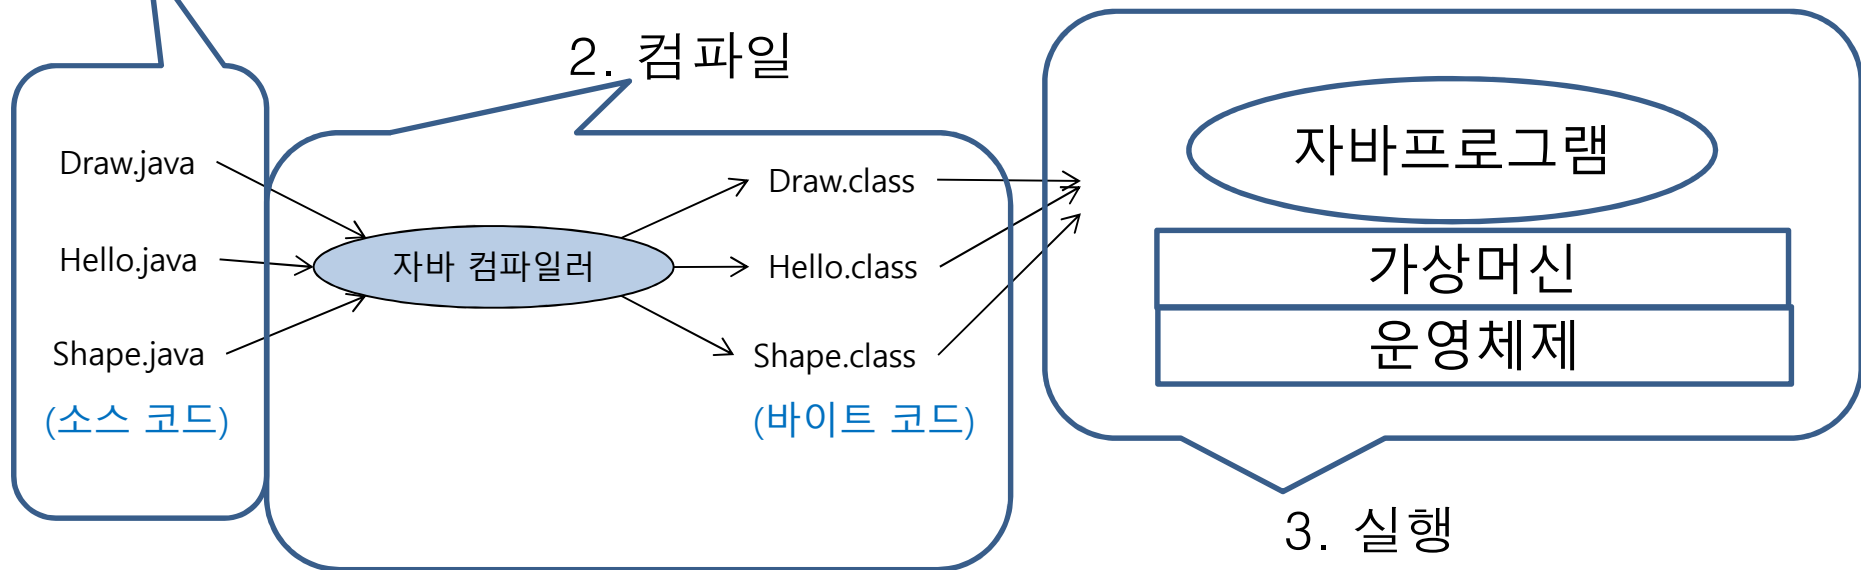 2. 컴파일
Draw.java
Hello.java
Shape.java
(소스 코드)
자바 컴파일러
Draw.class
Hello.class
Shape.class
(바이트 코드)
자바프로그램
가상머신
운영체제
3. 실행